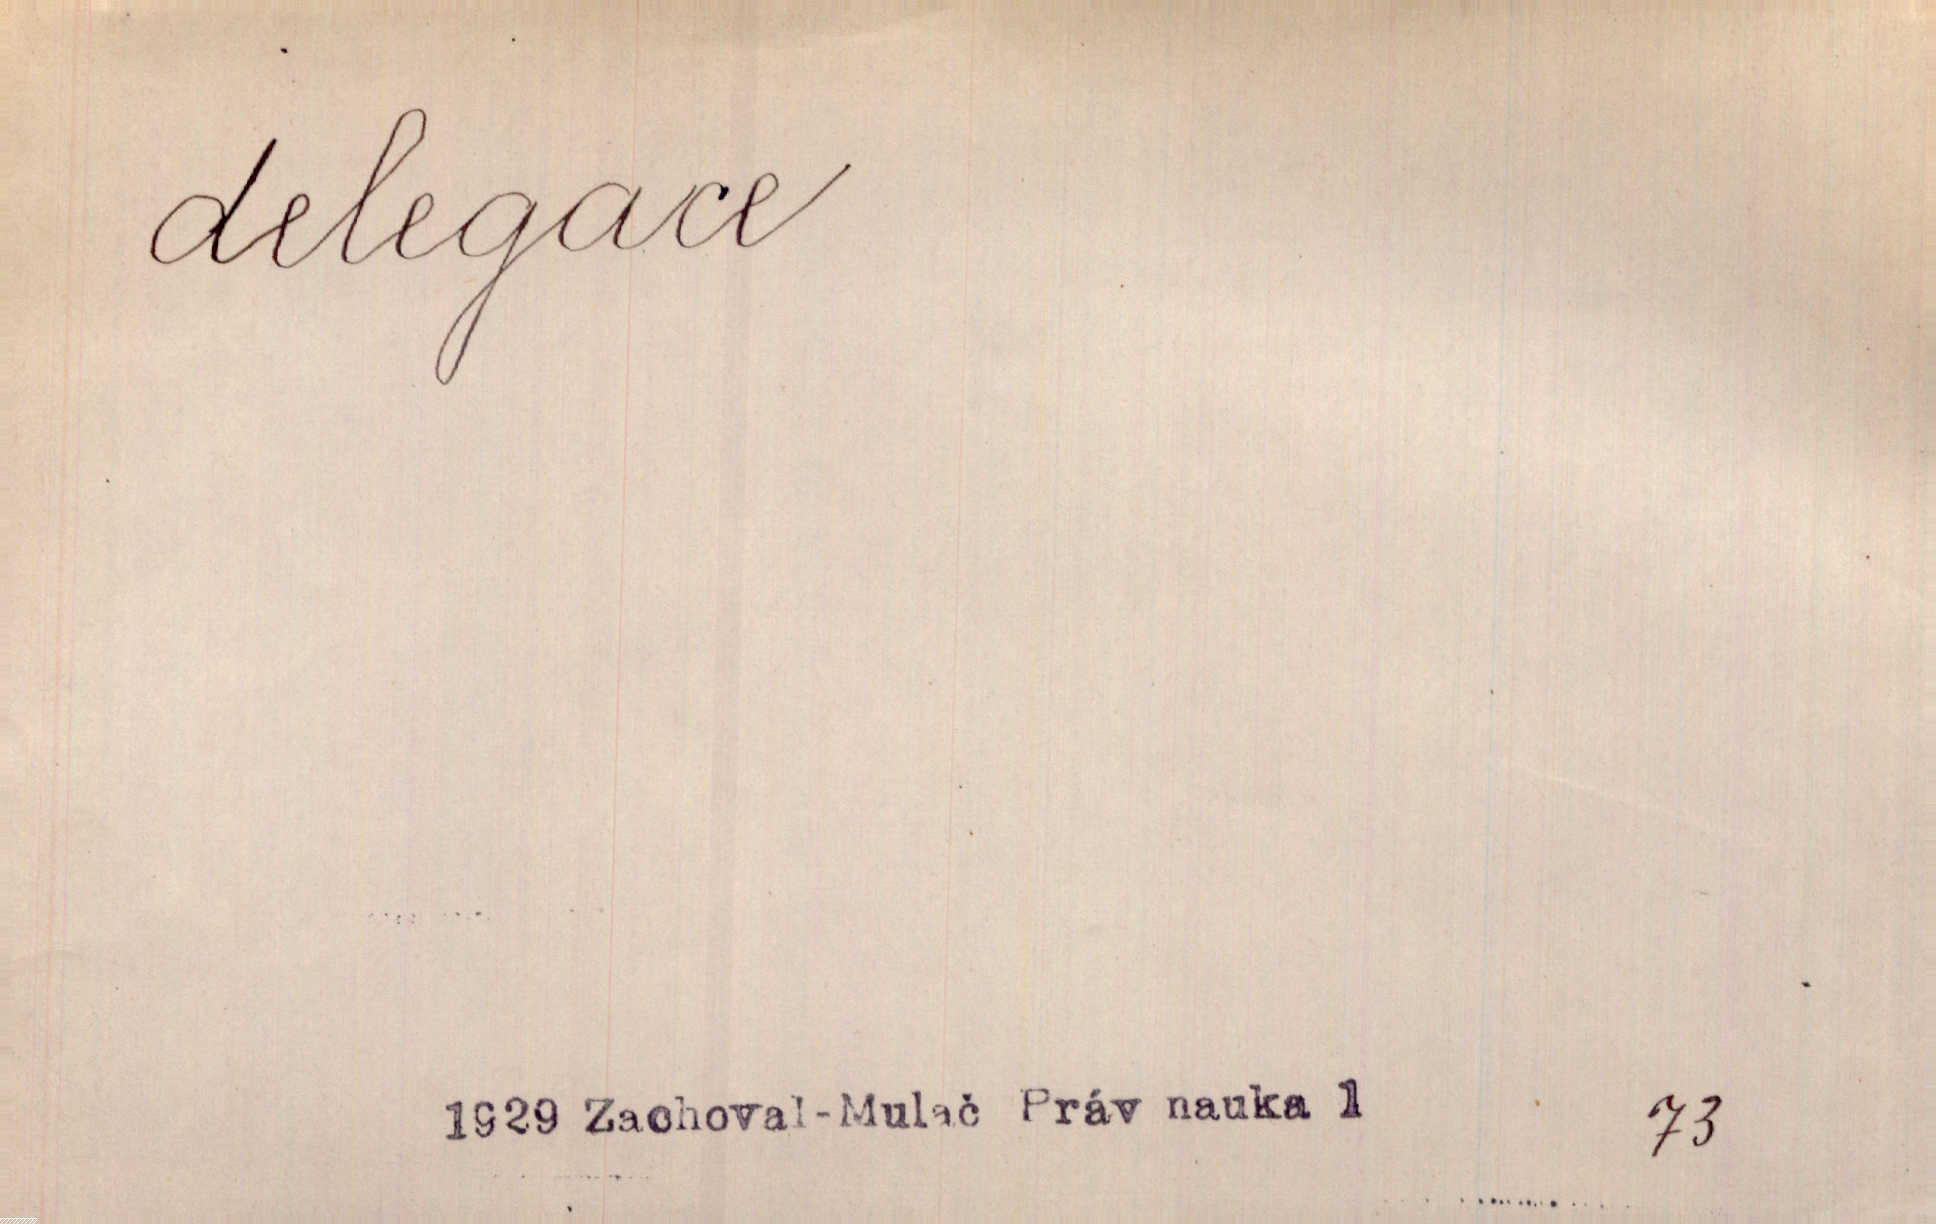 delegace
1929 Zachoval-Mulač Práv nauka 1 73